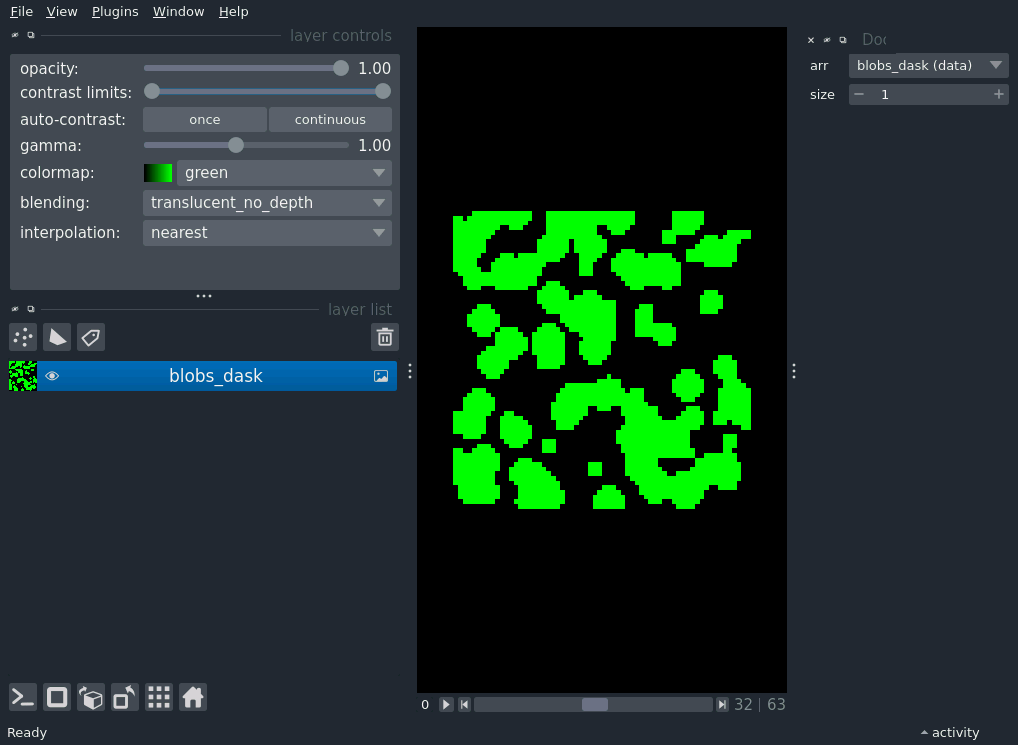 File View Plugins Window Help
layer controls
opacity: 1.00
contrast limits:
auto-contrast: once continuous
gamma: 1.00
colormap: green
blending: translucent_no_depth
interpolation: nearest
layer list
blobs_dask
0 32 | 63
Ready
activity
arr blobs_dask (data)
size 1